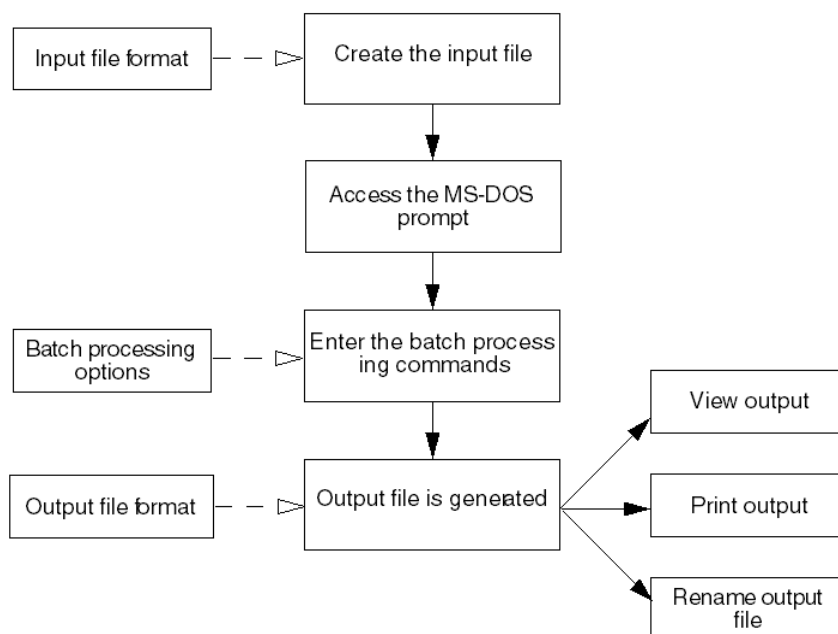 Input file format
Create the input file
Access the MS-DOS
prompt
Batch processing
options
Enter the batch process
ing commands
Output file format
Output file is generated
View output
Print output
Rename output
file